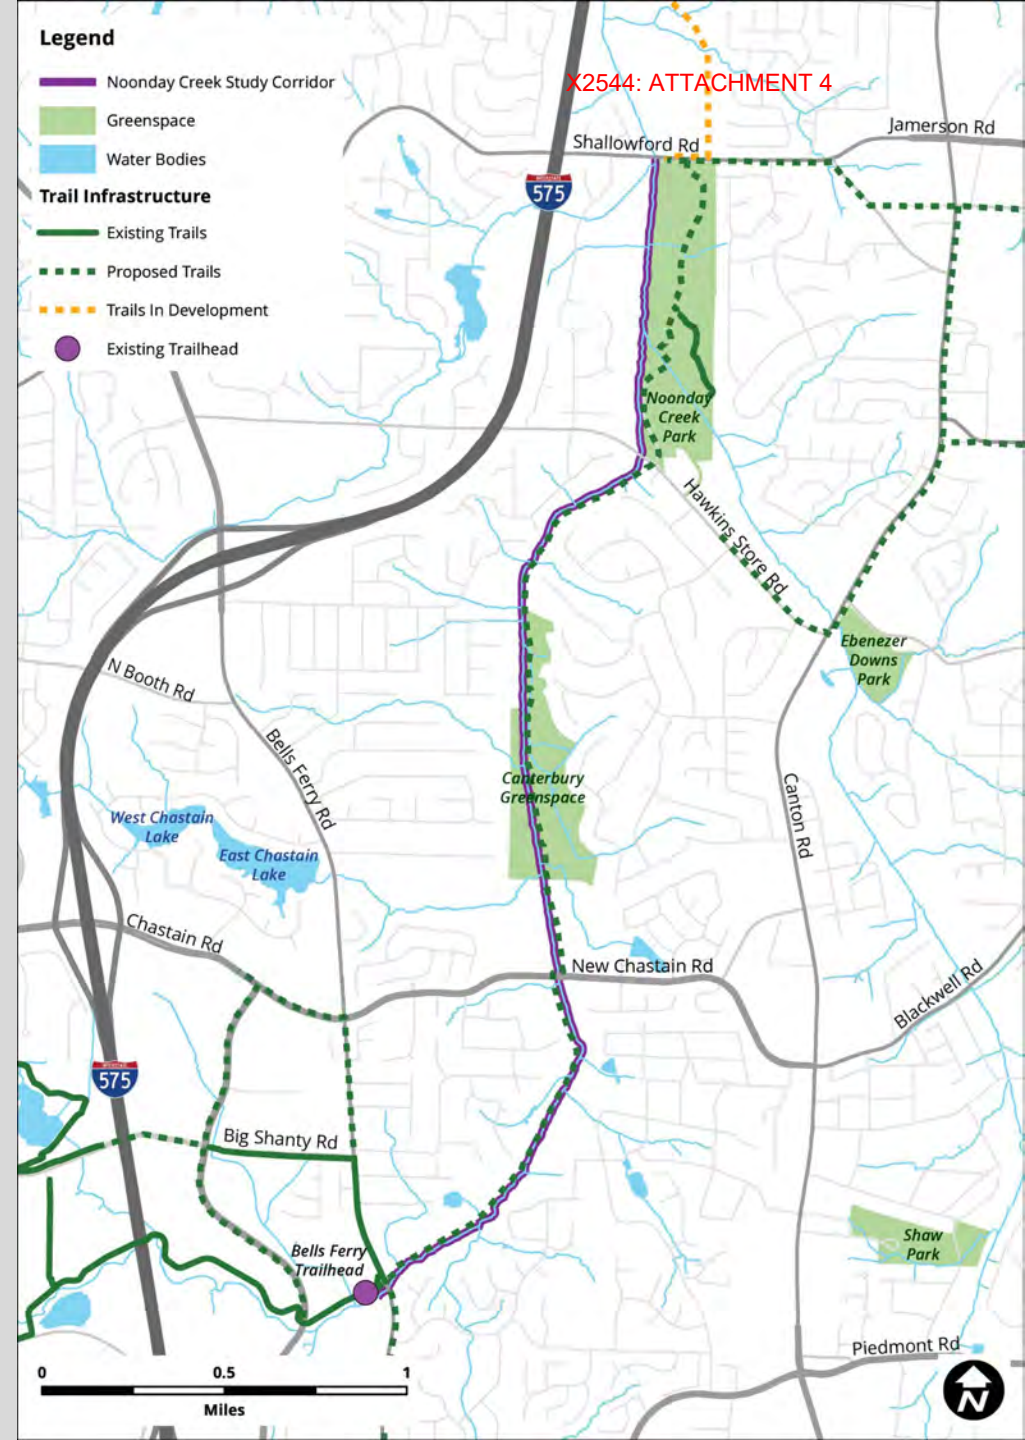 Legend
Noonday Creek Study Corridor
Greenspace
Water Bodies
Trail Infrastructure
Existing Trails
Proposed Trails
Trails In Development
Existing Trailhead
X2544: ATTACHMENT 4
Shallowford Rd
Jamerson Rd
575
Noonday
Creek
Park
Hawkins Store Rd
Ebenezer
Downs
Park
N Booth Rd
Bells Ferry Rd
Canterbury
Greenspace
Canton Rd
West Chastain
Lake
East Chastain
Lake
Chastain Rd
New Chastain Rd
Blackwell Rd
575
Big Shanty Rd
Bells Ferry
Trailhead
Shaw
Park
Piedmont Rd
0 0.5 1
Miles
N